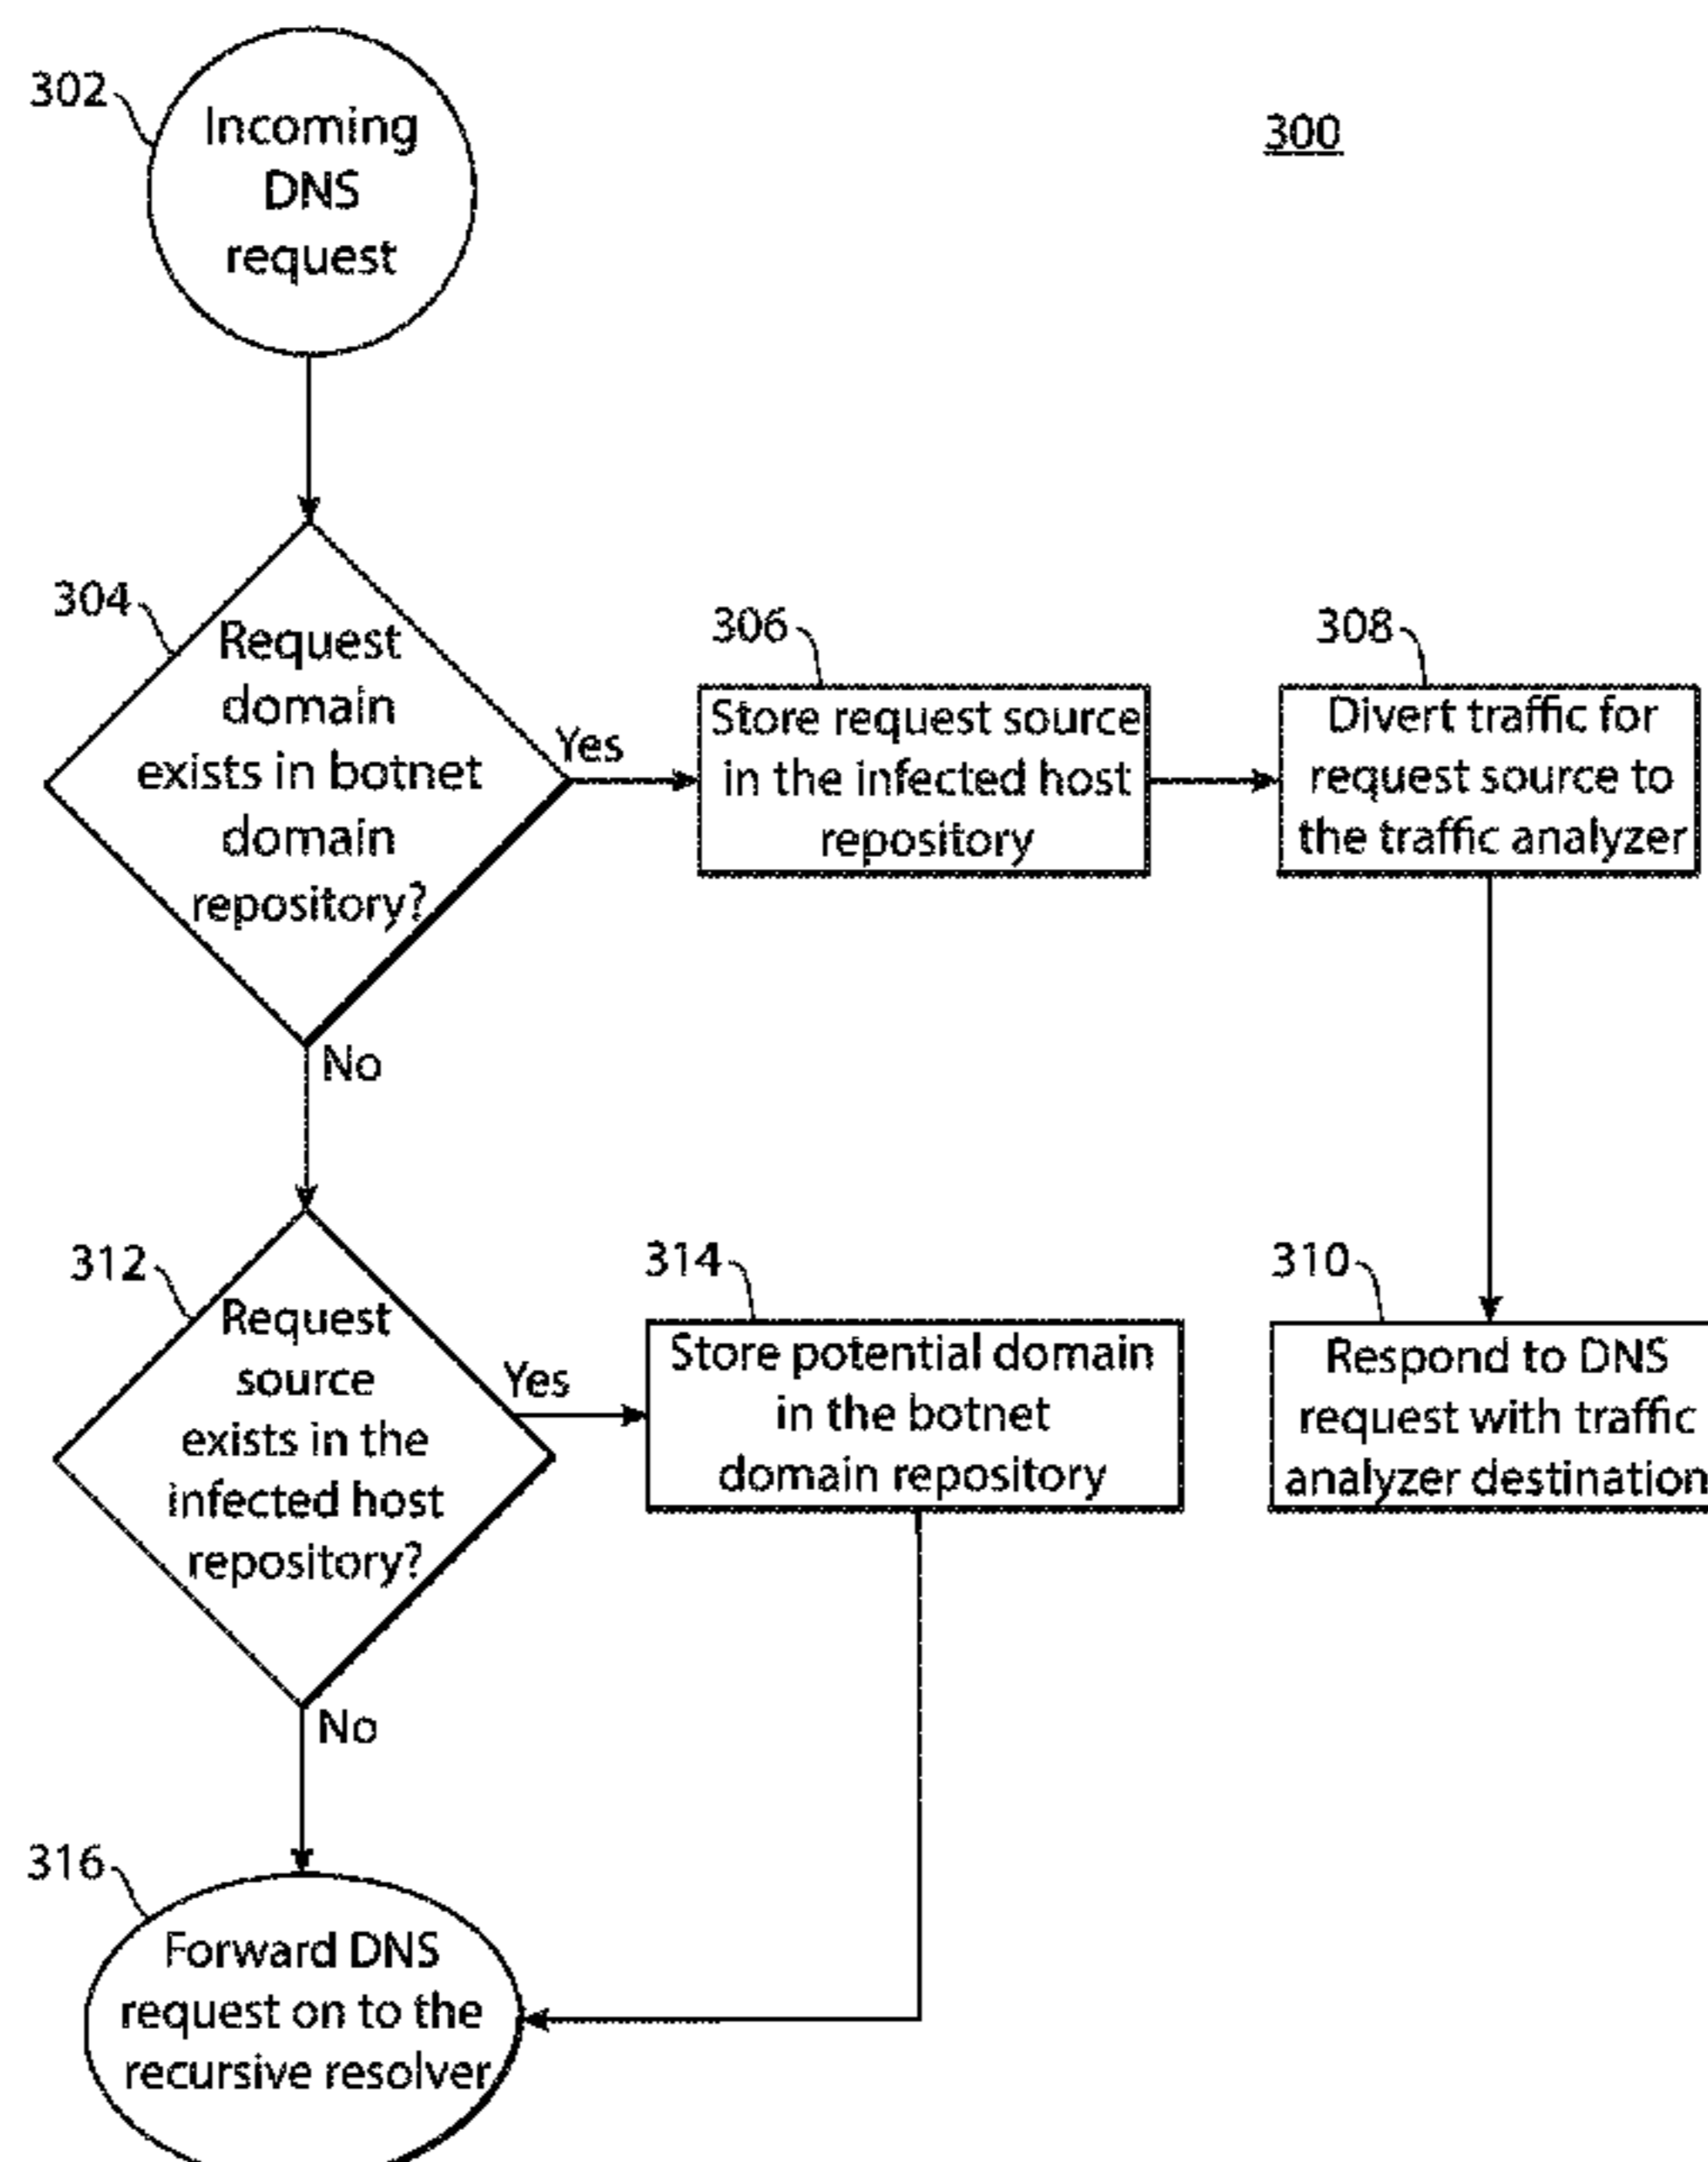 302
Incoming
DNS
request
300
304
Request
domain
exists in botnet
domain
repository?
Yes
306
Store request source
in the infected host
repository
308
Divert traffic for
request source to
the traffic analyzer
No
312
Request
source
exists in the
infected host
repository?
Yes
314
Store potential domain
in the botnet
domain repository
310
Respond to DNS
request with traffic
analyzer destination
No
316
Forward DNS
request on to the
recursive resolver